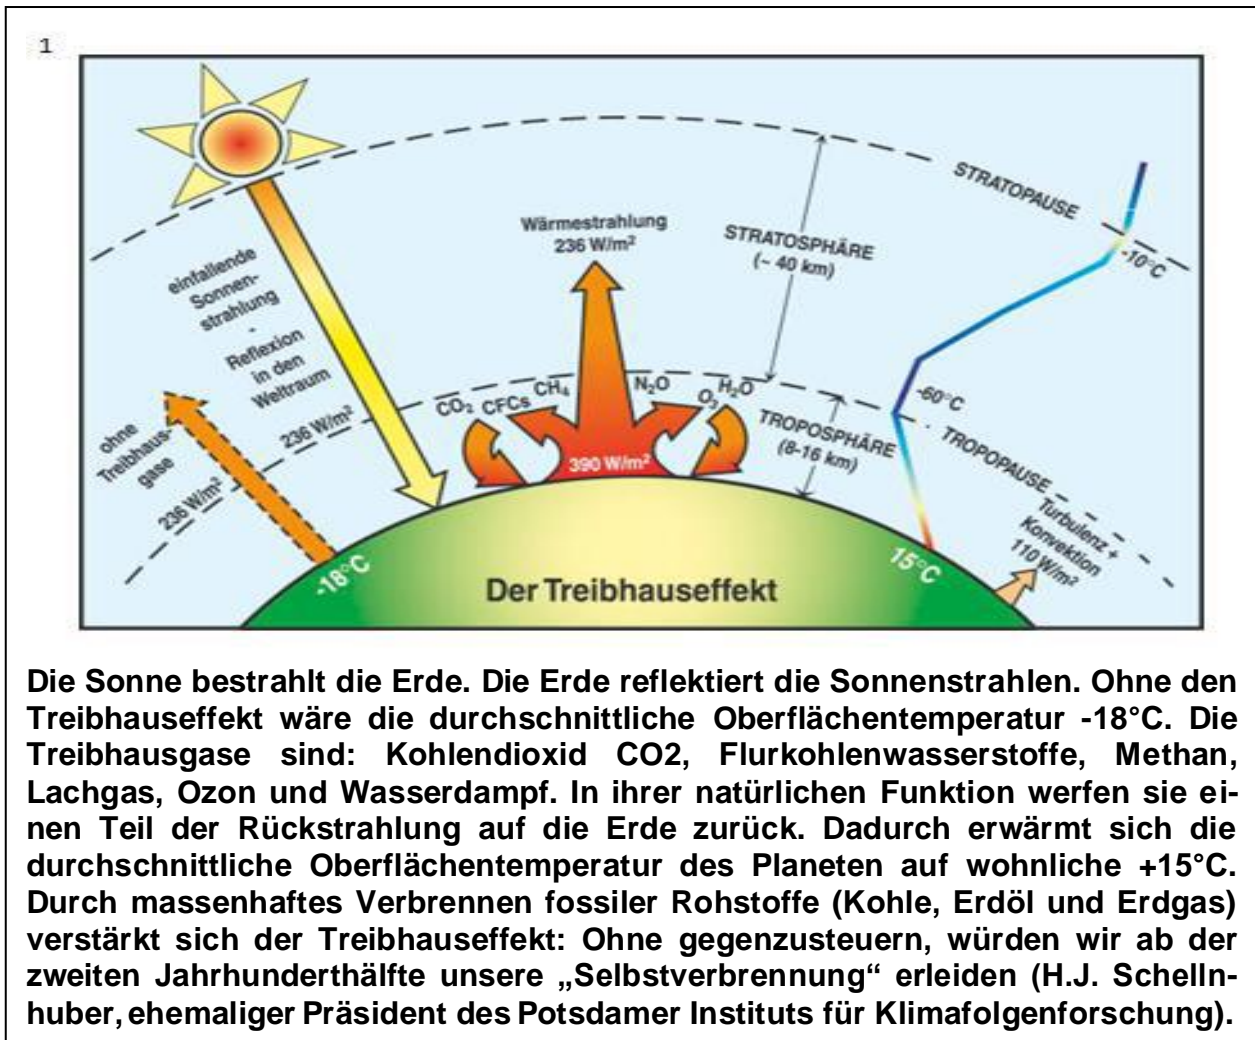 1
einfallende
Sonnen-
strahlung
-
Reflexion
in den
Weltraum
236 W/m²
ohne
Treibhaus-
gase
236 W/m²
-18°C
Wärmestrahlung
236 W/m²
CO₂ CFCs CH₄ N₂O O₃ H₂O
390 W/m²
STRATOSPHÄRE
(~ 40 km)
TROPOSPHÄRE
(8-16 km)
STRATOPAUSE
-10°C
-60°C
TROPOPAUSE
Turbulenz +
Konvektion
110 W/m²
15°C
Der Treibhauseffekt
Die Sonne bestrahlt die Erde. Die Erde reflektiert die Sonnenstrahlen. Ohne den
Treibhauseffekt wäre die durchschnittliche Oberflächentemperatur -18°C. Die
Treibhausgase sind: Kohlendioxid CO2, Flurkohlenwasserstoffe, Methan,
Lachgas, Ozon und Wasserdampf. In ihrer natürlichen Funktion werfen sie ei-
nen Teil der Rückstrahlung auf die Erde zurück. Dadurch erwärmt sich die
durchschnittliche Oberflächentemperatur des Planeten auf wohnliche +15°C.
Durch massenhaftes Verbrennen fossiler Rohstoffe (Kohle, Erdöl und Erdgas)
verstärkt sich der Treibhauseffekt: Ohne gegenzusteuern, würden wir ab der
zweiten Jahrhunderthälfte unsere „Selbstverbrennung“ erleiden (H.J. Schelln-
huber, ehemaliger Präsident des Potsdamer Instituts für Klimafolgenforschung).